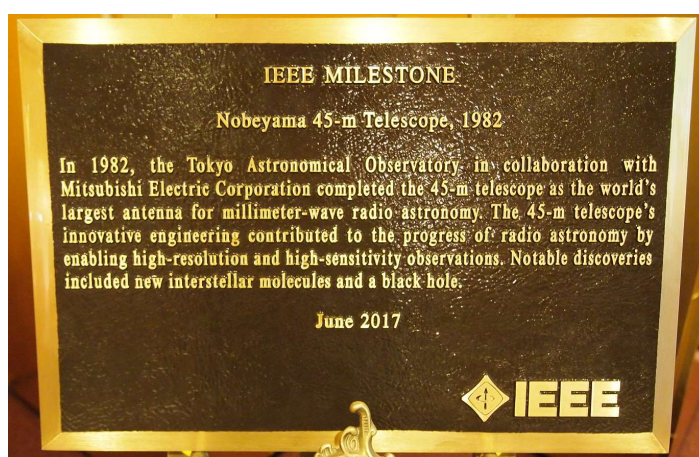 IEEE MILESTONE
Nobeyama 45-m Telescope, 1982
In 1982, the Tokyo Astronomical Observatory in collaboration with
Mitsubishi Electric Corporation completed the 45-m telescope as the world's
largest antenna for millimeter-wave radio astronomy. The 45-m telescope's
innovative engineering contributed to the progress of radio astronomy by
enabling high-resolution and high-sensitivity observations. Notable discoveries
included new interstellar molecules and a black hole.
June 2017
IEEE